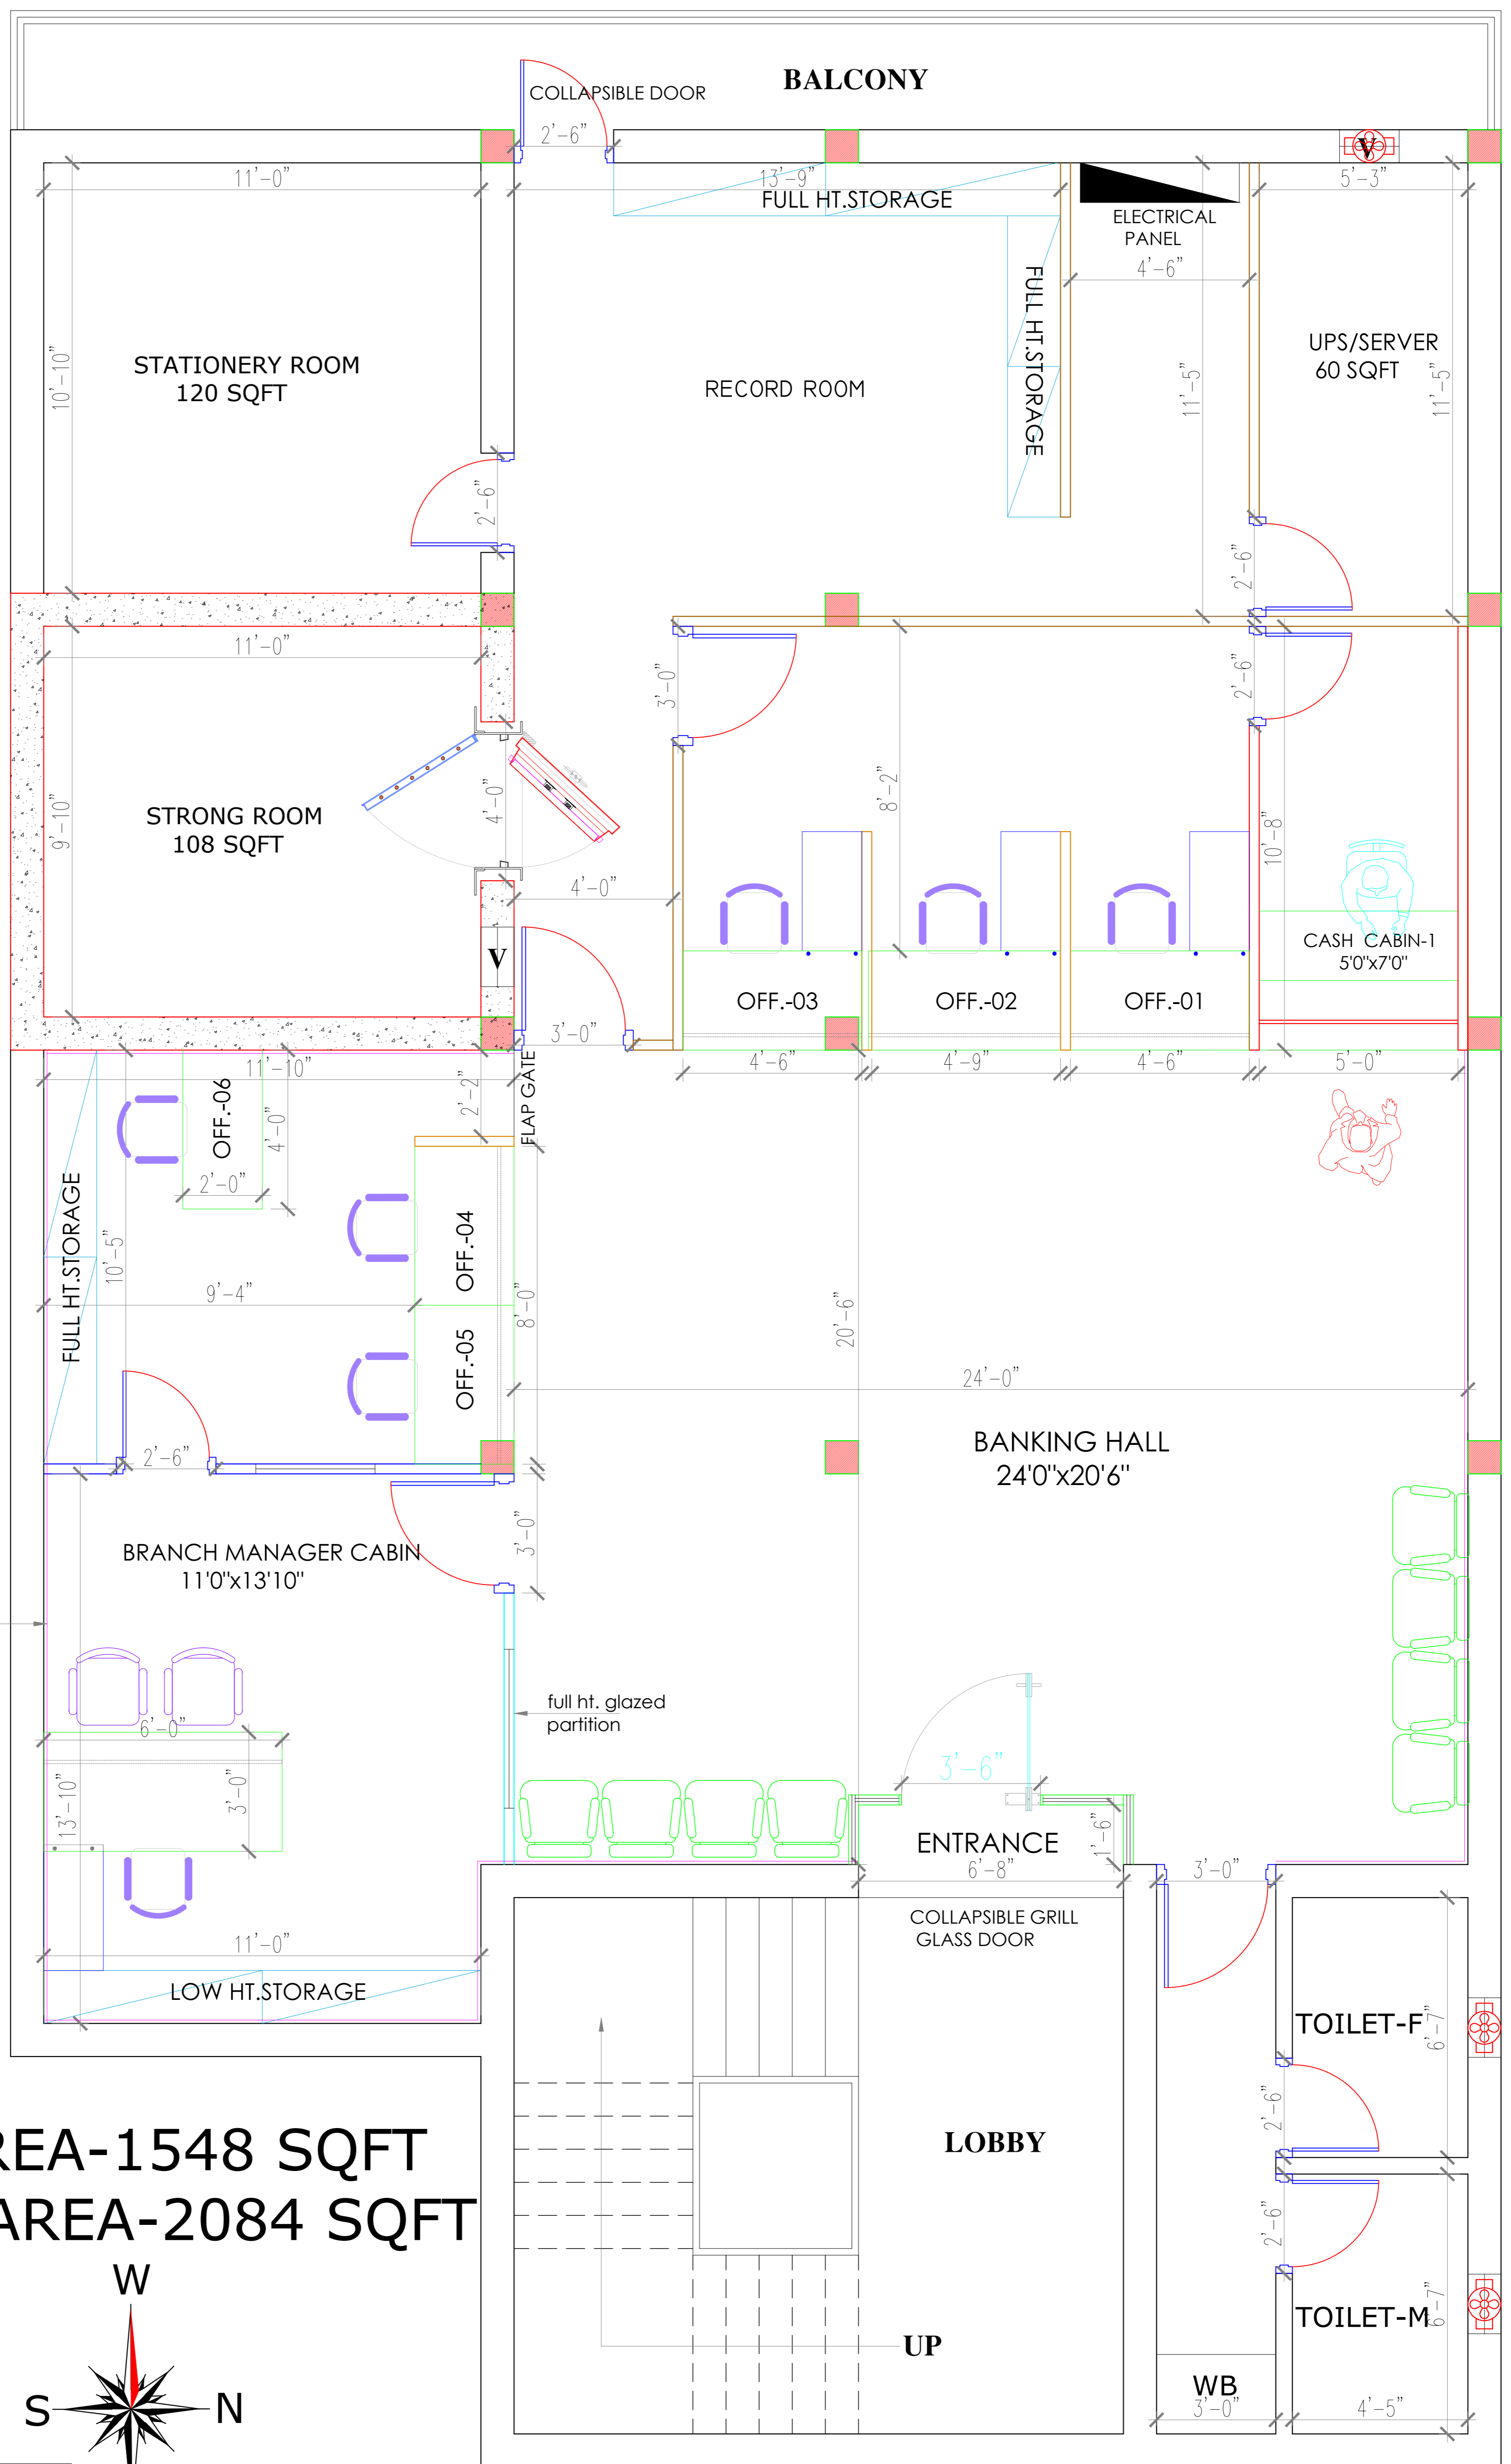 BALCONY
COLLAPSIBLE DOOR
2'-6"
V
11'-0"
13'-9"
5'-3"
FULL HT.STORAGE
ELECTRICAL
PANEL
4'-6"
FULL HT.STORAGE
10'-10"
STATIONERY ROOM
120 SQFT
RECORD ROOM
11'-5"
UPS/SERVER
60 SQFT
11'-5"
2'-6"
2'-6"
11'-0"
3'-0"
2'-6"
9'-10"
STRONG ROOM
108 SQFT
4'-0"
8'-2"
10'-8"
4'-0"
V
CASH CABIN-1
5'0"x7'0"
OFF.-03
OFF.-02
OFF.-01
3'-0"
4'-6"
4'-9"
4'-6"
5'-0"
11'-10"
2'-2"
FLAP GATE
OFF.-06
4'-0"
2'-0"
FULL HT.STORAGE
10'-5"
OFF.-04
9'-4"
8'-0"
20'-6"
OFF.-05
24'-0"
BANKING HALL
24'0"x20'6"
2'-6"
3'-0"
BRANCH MANAGER CABIN
11'0"x13'10"
full ht. glazed
partition
6'-0"
3'-0"
13'-10"
3'-6"
ENTRANCE
1'-6"
6'-8"
3'-0"
COLLAPSIBLE GRILL
GLASS DOOR
11'-0"
LOW HT.STORAGE
TOILET-F
6'-7"
2'-6"
LOBBY
REA-1548 SQFT
AREA-2084 SQFT
2'-6"
W
S
N
UP
TOILET-M
6'-7"
WB
3'-0"
4'-5"